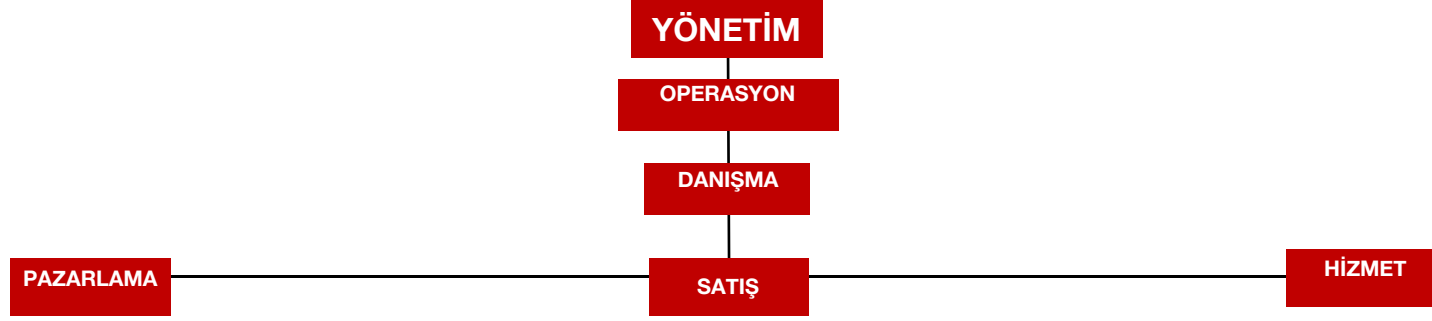 YÖNETİM
OPERASYON
DANIŞMA
PAZARLAMA
SATIŞ
HİZMET